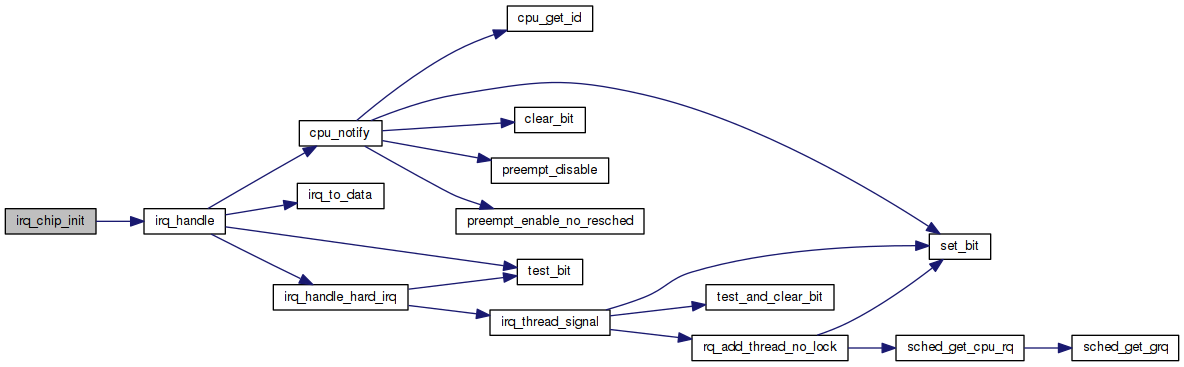 irq_chip_init
irq_handle
cpu_notify
cpu_get_id
clear_bit
preempt_disable
preempt_enable_no_resched
irq_to_data
test_bit
irq_handle_hard_irq
irq_thread_signal
set_bit
test_and_clear_bit
rq_add_thread_no_lock
sched_get_cpu_rq
sched_get_grq